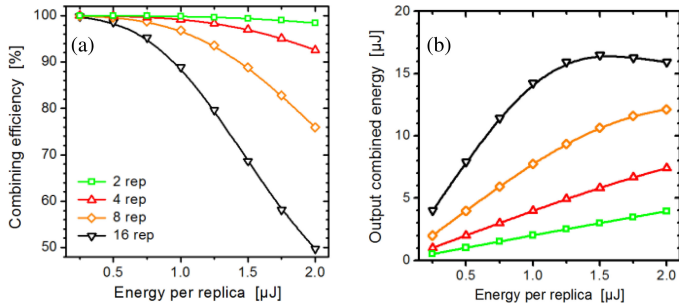 (a)
Combining efficiency [%]
100
90
80
70
60
50
2 rep
4 rep
8 rep
16 rep
0.5 1.0 1.5 2.0
Energy per replica [µJ]
(b)
Output combined energy [µJ]
20
15
10
5
0
0.5 1.0 1.5 2.0
Energy per replica [µJ]